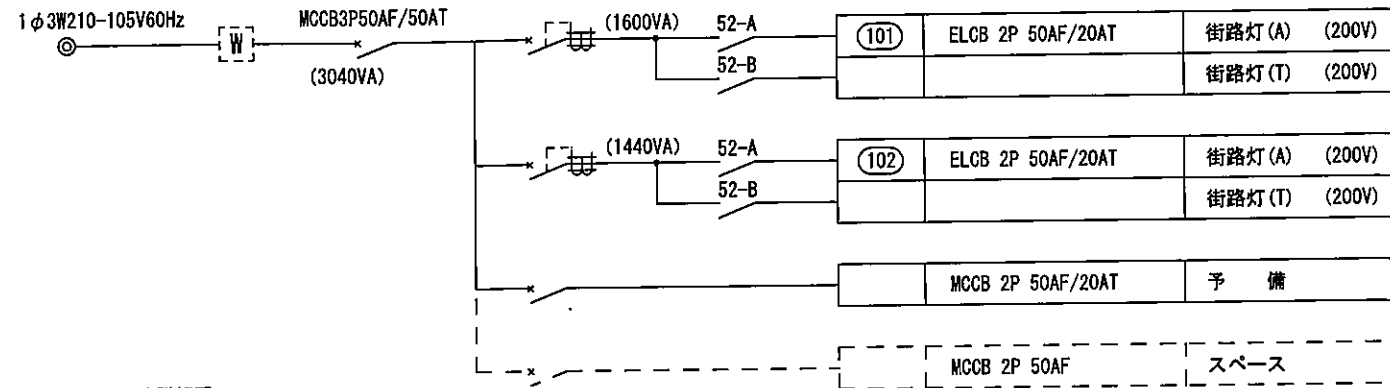 1φ3W210-105V60Hz
W
MCCB3P50AF/50AT
(3040VA)
(1600VA)
52-A
52-B
(101) ELCB 2P 50AF/20AT 街路灯(A) (200V)
街路灯(T) (200V)
(1440VA)
52-A
52-B
(102) ELCB 2P 50AF/20AT 街路灯(A) (200V)
街路灯(T) (200V)
MCCB 2P 50AF/20AT 予 備
MCCB 2P 50AF スペース